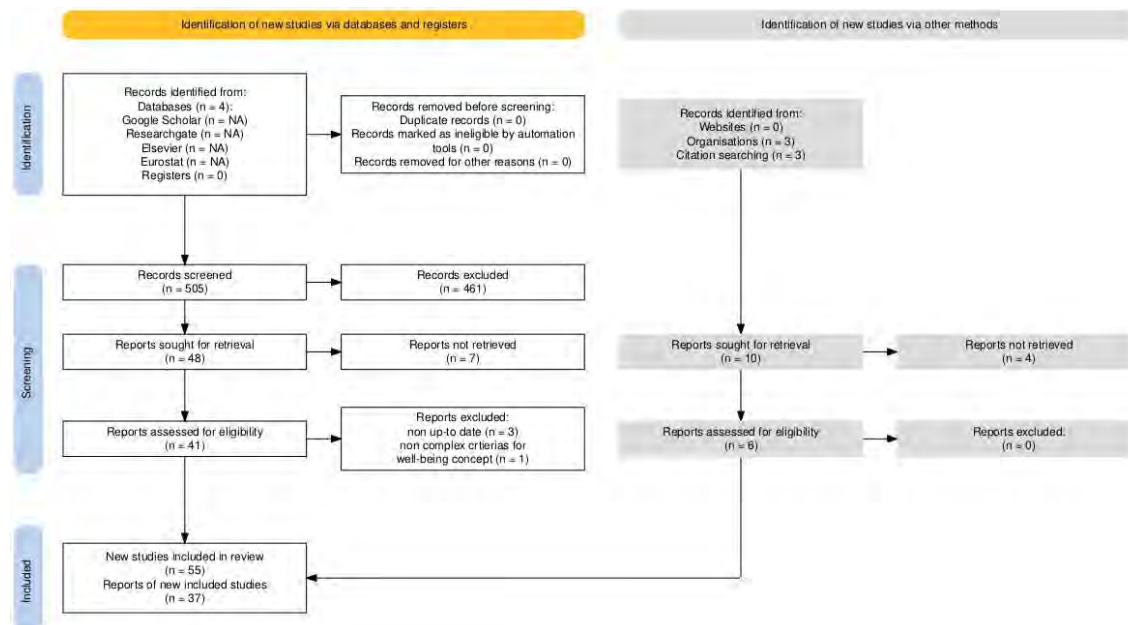 Identification of new studies via databases and registers
Identification of new studies via other methods
Identification
Records identified from:
Databases (n = 4):
Google Scholar (n = NA)
Researchgate (n = NA)
Elsevier (n = NA)
Eurostat (n = NA)
Registers (n = 0)
Records removed before screening:
Duplicate records (n = 0)
Records marked as ineligible by automation
tools (n = 0)
Records removed for other reasons (n = 0)
Records identified from:
Websites (n = 0)
Organisations (n = 3)
Citation searching (n = 3)
Screening
Records screened
(n = 505)
Records excluded
(n = 461)
Reports sought for retrieval
(n = 48)
Reports not retrieved
(n = 7)
Reports sought for retrieval
(n = 10)
Reports not retrieved
(n = 4)
Reports assessed for eligibility
(n = 41)
Reports excluded:
non up-to date (n = 3)
non complex crtierias for
well-being concept (n = 1)
Reports assessed for eligibility
(n = 6)
Reports excluded:
(n = 0)
Included
New studies included in review
(n = 55)
Reports of new included studies
(n = 37)